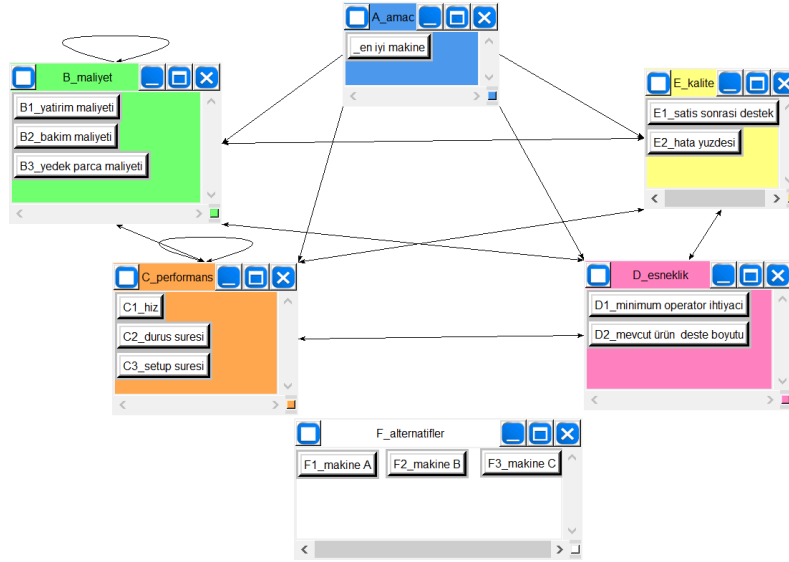 A_amac
_en iyi makine
B_maliyet
B1_yatirim maliyeti
B2_bakim maliyeti
B3_yedek parca maliyeti
E_kalite
E1_satis sonrasi destek
E2_hata yuzdesi
C_performans
C1_hiz
C2_durus suresi
C3_setup suresi
D_esneklik
D1_minimum operator ihtiyaci
D2_mevcut ürün deste boyutu
F_alternatifler
F1_makine A
F2_makine B
F3_makine C